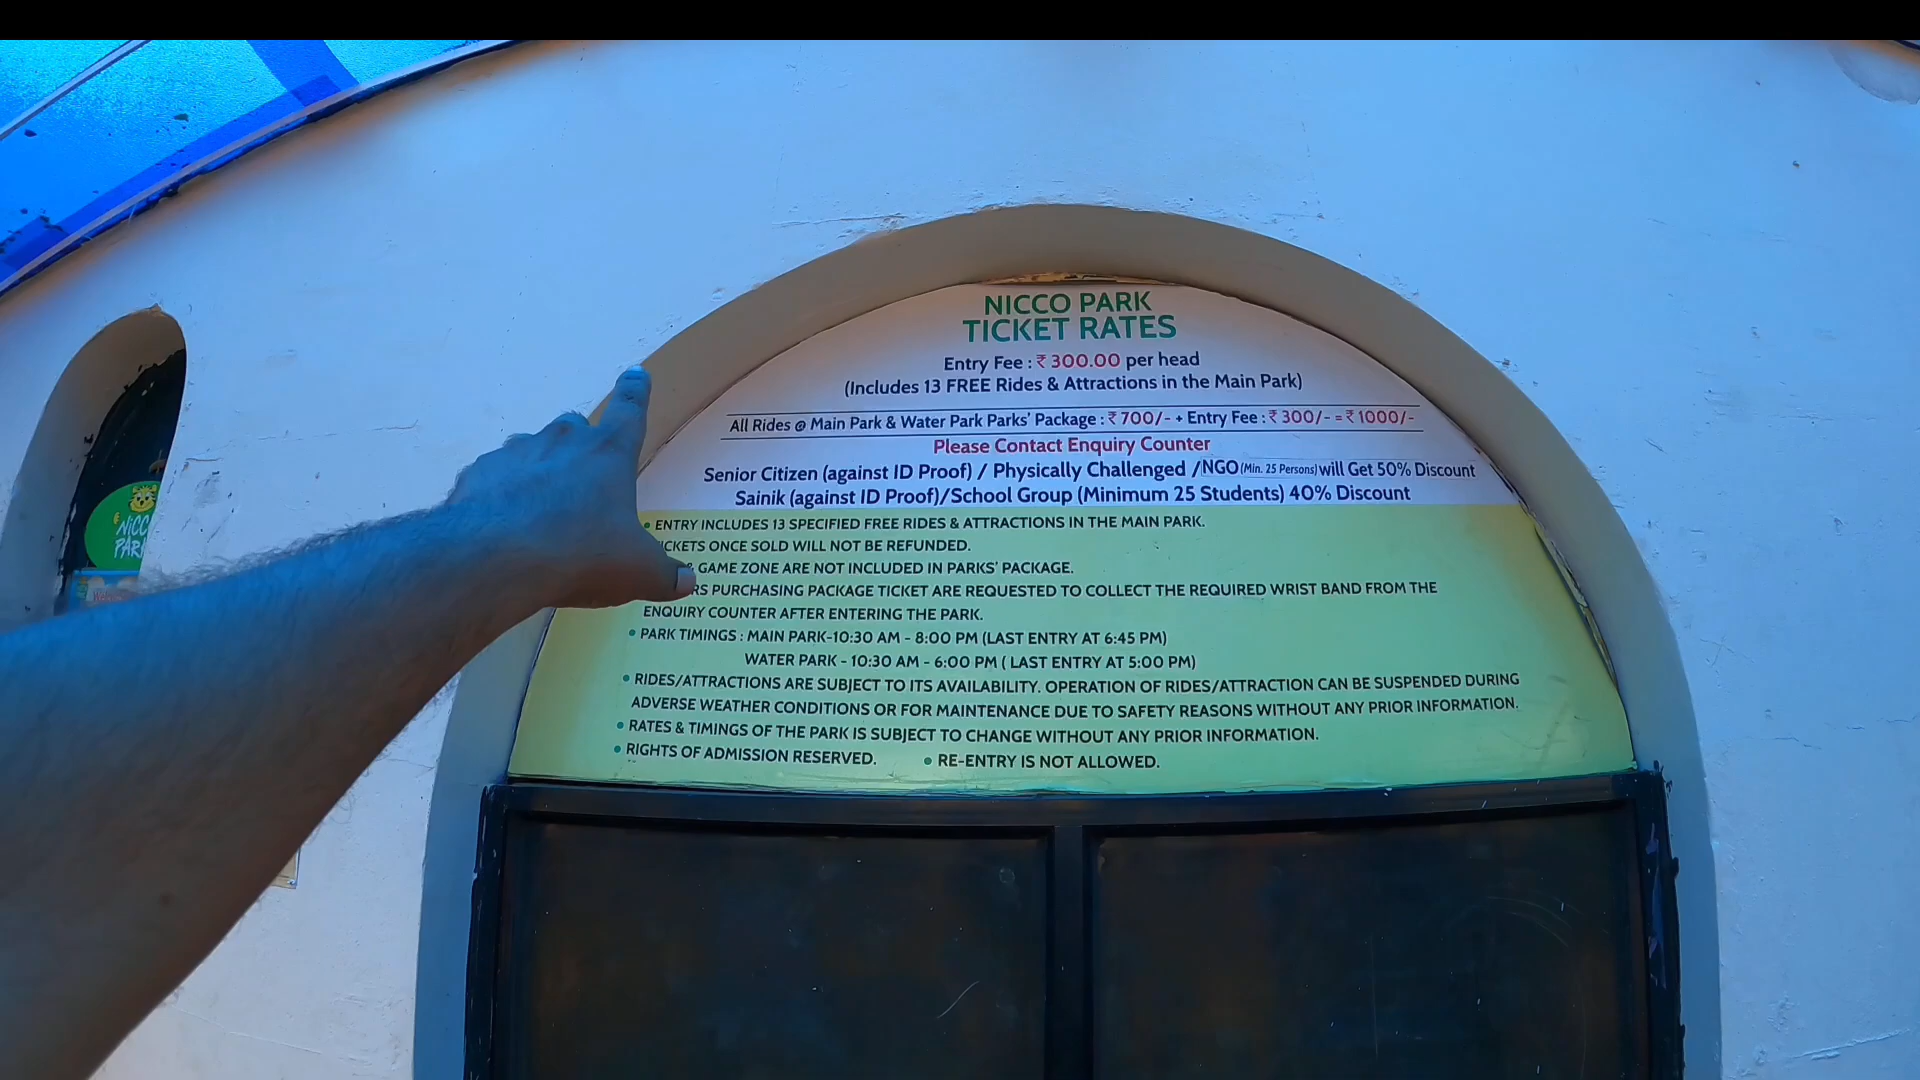 NICCO PARK
TICKET RATES
Entry Fee : ₹ 300.00 per head
(Includes 13 FREE Rides & Attractions in the Main Park)
All Rides @ Main Park & Water Park Parks' Package : ₹ 700/- + Entry Fee : ₹ 300/- = ₹ 1000/-
Please Contact Enquiry Counter
Senior Citizen (against ID Proof) / Physically Challenged /NGO (Min. 25 Persons) will Get 50% Discount
Sainik (against ID Proof)/School Group (Minimum 25 Students) 40% Discount
• ENTRY INCLUDES 13 SPECIFIED FREE RIDES & ATTRACTIONS IN THE MAIN PARK.
ONCE SOLD WILL NOT BE REFUNDED.
& GAME ZONE ARE NOT INCLUDED IN PARKS' PACKAGE.
PURCHASING PACKAGE TICKET ARE REQUESTED TO COLLECT THE REQUIRED WRIST BAND FROM THE
ENQUIRY COUNTER AFTER ENTERING THE PARK.
• PARK TIMINGS : MAIN PARK-10:30 AM - 8:00 PM (LAST ENTRY AT 6:45 PM)
WATER PARK - 10:30 AM - 6:00 PM ( LAST ENTRY AT 5:00 PM)
• RIDES/ATTRACTIONS ARE SUBJECT TO ITS AVAILABILITY. OPERATION OF RIDES/ATTRACTION CAN BE SUSPENDED DURING
ADVERSE WEATHER CONDITIONS OR FOR MAINTENANCE DUE TO SAFETY REASONS WITHOUT ANY PRIOR INFORMATION.
• RATES & TIMINGS OF THE PARK IS SUBJECT TO CHANGE WITHOUT ANY PRIOR INFORMATION.
• RIGHTS OF ADMISSION RESERVED. • RE-ENTRY IS NOT ALLOWED.